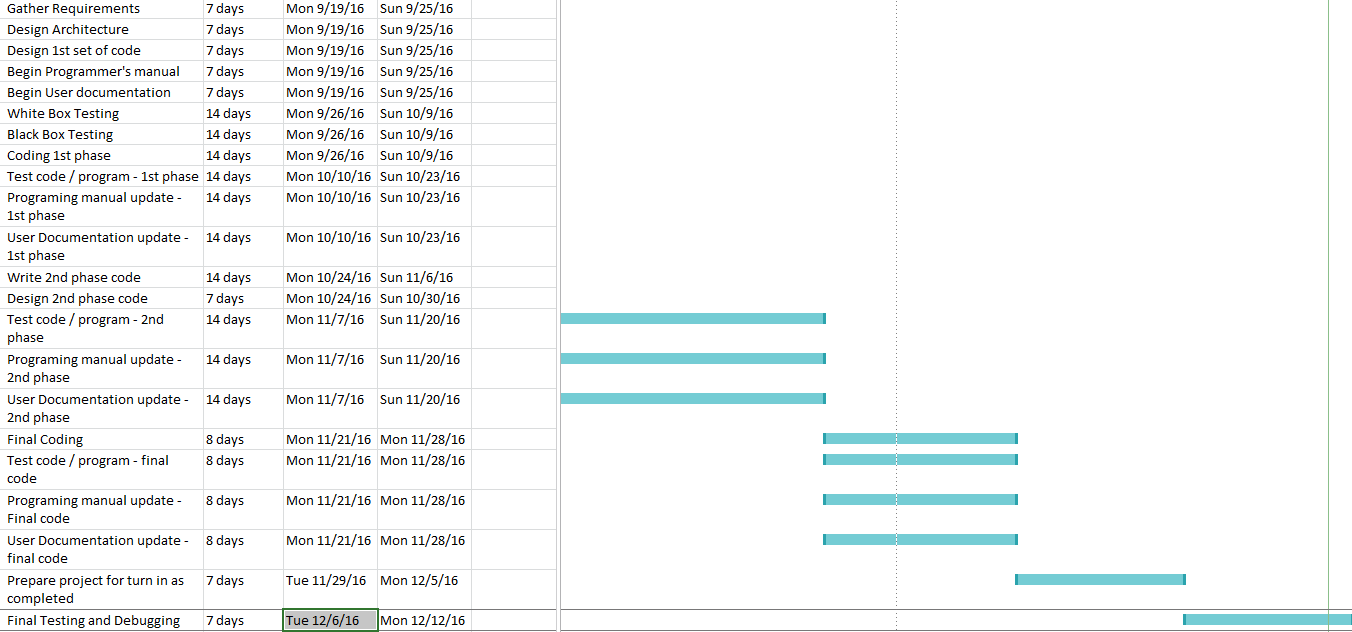 Gather Requirements 7 days Mon 9/19/16 Sun 9/25/16
Design Architecture 7 days Mon 9/19/16 Sun 9/25/16
Design 1st set of code 7 days Mon 9/19/16 Sun 9/25/16
Begin Programmer's manual 7 days Mon 9/19/16 Sun 9/25/16
Begin User documentation 7 days Mon 9/19/16 Sun 9/25/16
White Box Testing 14 days Mon 9/26/16 Sun 10/9/16
Black Box Testing 14 days Mon 9/26/16 Sun 10/9/16
Coding 1st phase 14 days Mon 9/26/16 Sun 10/9/16
Test code / program - 1st phase 14 days Mon 10/10/16 Sun 10/23/16
Programing manual update - 14 days Mon 10/10/16 Sun 10/23/16
1st phase
User Documentation update - 14 days Mon 10/10/16 Sun 10/23/16
1st phase
Write 2nd phase code 14 days Mon 10/24/16 Sun 11/6/16
Design 2nd phase code 7 days Mon 10/24/16 Sun 10/30/16
Test code / program - 2nd 14 days Mon 11/7/16 Sun 11/20/16
phase
Programing manual update - 14 days Mon 11/7/16 Sun 11/20/16
2nd phase
User Documentation update - 14 days Mon 11/7/16 Sun 11/20/16
2nd phase
Final Coding 8 days Mon 11/21/16 Mon 11/28/16
Test code / program - final 8 days Mon 11/21/16 Mon 11/28/16
code
Programing manual update - 8 days Mon 11/21/16 Mon 11/28/16
Final code
User Documentation update - 8 days Mon 11/21/16 Mon 11/28/16
final code
Prepare project for turn in as 7 days Tue 11/29/16 Mon 12/5/16
completed
Final Testing and Debugging 7 days Tue 12/6/16 Mon 12/12/16